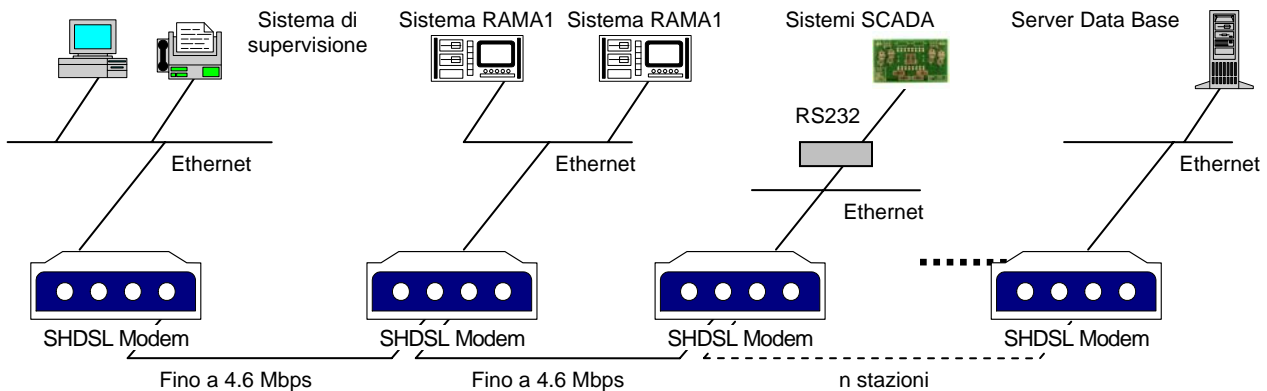 Sistema di
supervisione
Sistema RAMA1
Sistema RAMA1
Sistemi SCADA
Server Data Base
RS232
Ethernet
Ethernet
Ethernet
Ethernet
SHDSL Modem
SHDSL Modem
SHDSL Modem
SHDSL Modem
Fino a 4.6 Mbps
Fino a 4.6 Mbps
n stazioni